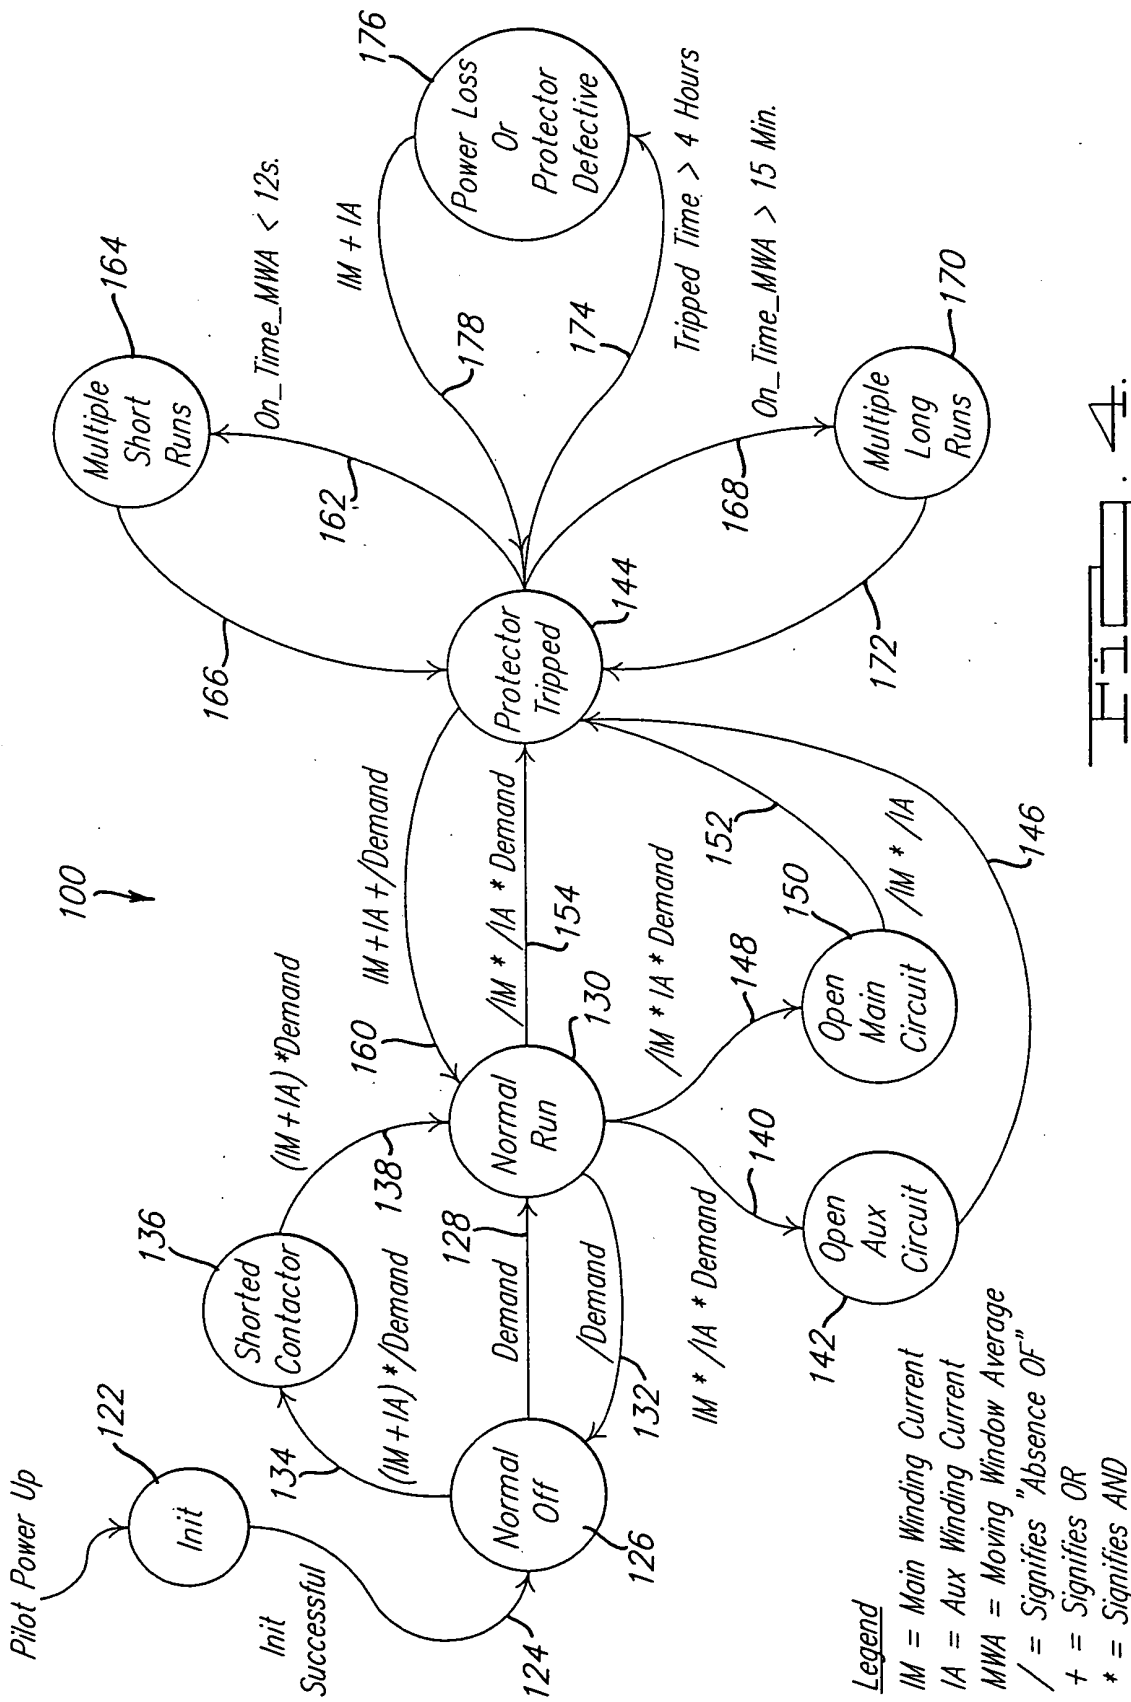 Pilot Power Up
122
Init
Init
Successful
124
Normal
Off
126
134
(IM + IA) */Demand
Shorted
Contactor
136
138
(IM + IA) *Demand
128
Demand
/Demand
132
100
Normal
Run
130
160
IM + IA + /Demand
/IM * /IA * Demand
154
IM * /IA * Demand
140
Open
Aux
Circuit
142
/IM * IA * Demand
148
Open
Main
Circuit
150
152
/IM * /IA
146
Protector
Tripped
144
166
162
Multiple
Short
Runs
164
On_Time_MWA < 12s.
IM + IA
178
174
Power Loss
Or
Protector
Defective
176
Tripped Time > 4 Hours
On_Time_MWA > 15 Min.
168
172
Multiple
Long
Runs
170
Legend
IM = Main Winding Current
IA = Aux Winding Current
MWA = Moving Window Average
/ = Signifies "Absence OF"
+ = Signifies OR
* = Signifies AND
Fig. 4.